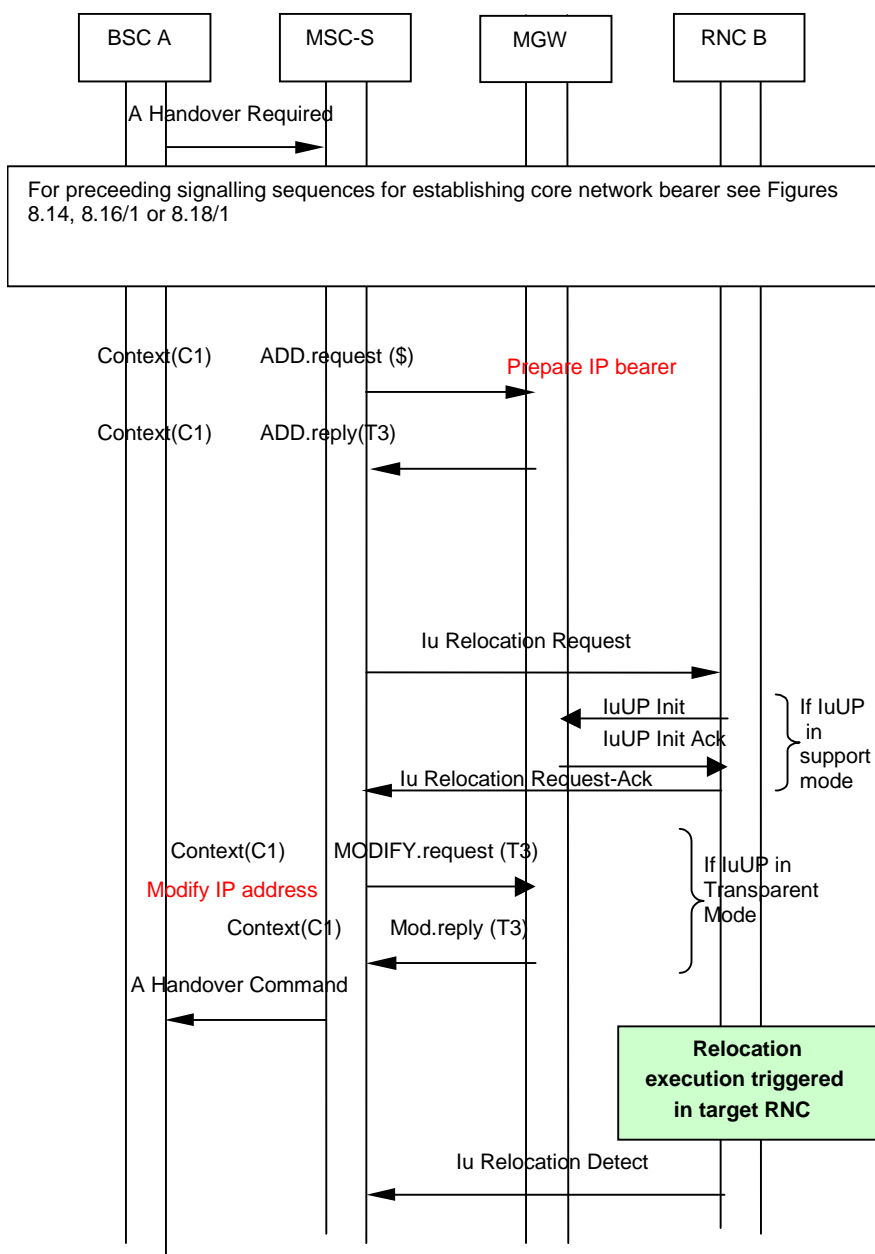 BSC A
MSC-S
MGW
RNC B
A Handover Required
For preceeding signalling sequences for establishing core network bearer see Figures
8.14, 8.16/1 or 8.18/1
Context(C1)
ADD.request ($)
Prepare IP bearer
Context(C1)
ADD.reply(T3)
Iu Relocation Request
IuUP Init
IuUP Init Ack
If IuUP
in
support
mode
Iu Relocation Request-Ack
Context(C1)
MODIFY.request (T3)
Modify IP address
If IuUP in
Transparent
Mode
Context(C1)
Mod.reply (T3)
A Handover Command
Relocation
execution triggered
in target RNC
Iu Relocation Detect